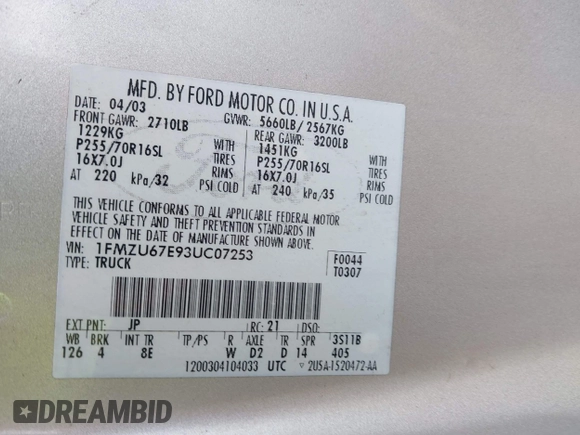 MFD. BY FORD MOTOR CO. IN U.S.A.
DATE: 04/03 GVWR: 5660LB/ 2567KG
FRONT GAWR: 2710LB REAR GAWR: 3200LB
1229KG WITH 1451KG WITH
P255/70R16SL TIRES P255/70R16SL TIRES
16X7.0J RIMS 16X7.0J RIMS
AT 220 kPa/32 PSI COLD AT 240 kPa/35 PSI COLD
THIS VEHICLE CONFORMS TO ALL APPLICABLE FEDERAL MOTOR
VEHICLE SAFETY AND THEFT PREVENTION STANDARDS IN EFFECT
ON THE DATE OF MANUFACTURE SHOWN ABOVE.
VIN: 1FMZU67E93UC07253 F0044
TYPE: TRUCK T0307
EXT PNT: JP RC: 21 DSO:
WB BRK INT TR TP/PS R AXLE TR SPR 3S11B
126 4 8E W D2 D 14 405
1200304104033 UTC ▽ 2USA-1520472-AA
Ford
DREAMBID